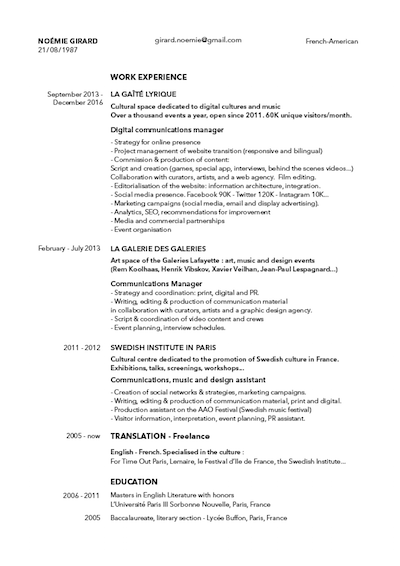 NOÉMIE GIRARD
21/08/1987
girard.noemie@gmail.com
French-American
WORK EXPERIENCE
September 2013 -
December 2016
LA GAÎTÉ LYRIQUE
Cultural space dedicated to digital cultures and music
Over a thousand events a year, open since 2011. 60K unique visitors/month.
Digital communications manager
- Strategy for online presence
- Project management of website transition (responsive and bilingual)
- Commission & production of content:
Script and creation (games, special app, interviews, behind the scenes videos...)
Collaboration with curators, artists, and a web agency. Film editing.
- Editorialisation of the website: information architecture, integration.
- Social media presence. Facebook 90K - Twitter 120K - Instagram 10K...
- Marketing campaigns (social media, email and display advertising).
- Analytics, SEO, recommendations for improvement
- Media and commercial partnerships
- Event organisation
February - July 2013
LA GALERIE DES GALERIES
Art space of the Galeries Lafayette : art, music and design events
(Rem Koolhaas, Henrik Vibskov, Xavier Veilhan, Jean-Paul Lespagnard...)
Communications Manager
- Strategy and coordination: print, digital and PR.
- Writing, editing & production of communication material
in collaboration with curators, artists and a graphic design agency.
- Script & coordination of video content and crews
- Event planning, interview schedules.
2011 - 2012
SWEDISH INSTITUTE IN PARIS
Cultural centre dedicated to the promotion of Swedish culture in France.
Exhibitions, talks, screenings, workshops...
Communications, music and design assistant
- Creation of social networks & strategies, marketing campaigns.
- Writing, editing & production of communication material, print and digital.
- Production assistant on the AAO Festival (Swedish music festival)
- Visitor information, interpretation, event planning, PR assistant.
2005 - now
TRANSLATION - Freelance
English - French. Specialised in the culture :
For Time Out Paris, Lemaire, le Festival d'Ile de France, the Swedish Institute...
EDUCATION
2006 - 2011
Masters in English Literature with honors
L'Université Paris III Sorbonne Nouvelle, Paris, France
2005
Baccalaureate, literary section - Lycée Buffon, Paris, France